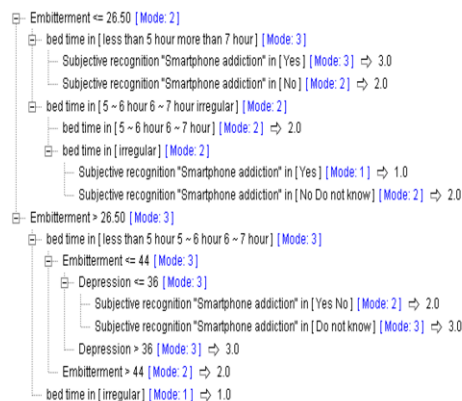 Embitterment <= 26.50 [Mode: 2]
bed time in [less than 5 hour more than 7 hour] [Mode: 3]
Subjective recognition "Smartphone addiction" in [Yes] [Mode: 3] ⇨ 3.0
Subjective recognition "Smartphone addiction" in [No] [Mode: 2] ⇨ 2.0
bed time in [5 ~ 6 hour 6 ~ 7 hour irregular] [Mode: 2]
bed time in [5 ~ 6 hour 6 ~ 7 hour] [Mode: 2] ⇨ 2.0
bed time in [irregular] [Mode: 2]
Subjective recognition "Smartphone addiction" in [Yes] [Mode: 1] ⇨ 1.0
Subjective recognition "Smartphone addiction" in [No Do not know] [Mode: 2] ⇨ 2.0
Embitterment > 26.50 [Mode: 3]
bed time in [less than 5 hour 5 ~ 6 hour 6 ~ 7 hour] [Mode: 3]
Embitterment <= 44 [Mode: 3]
Depression <= 36 [Mode: 3]
Subjective recognition "Smartphone addiction" in [Yes No] [Mode: 2] ⇨ 2.0
Subjective recognition "Smartphone addiction" in [Do not know] [Mode: 3] ⇨ 3.0
Depression > 36 [Mode: 3] ⇨ 3.0
Embitterment > 44 [Mode: 2] ⇨ 2.0
bed time in [irregular] [Mode: 1] ⇨ 1.0